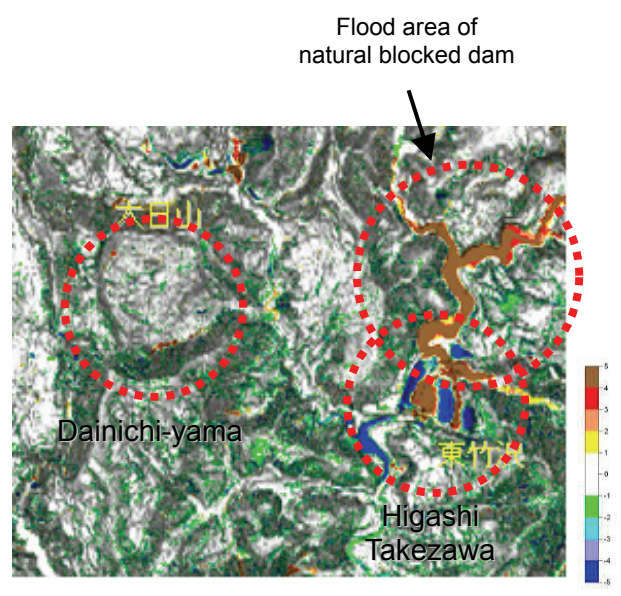 Flood area of
natural blocked dam
大日山
Dainichi-yama
東竹沢
Higashi
Takezawa
5
4
3
2
1
0
-1
-2
-3
-4
-5